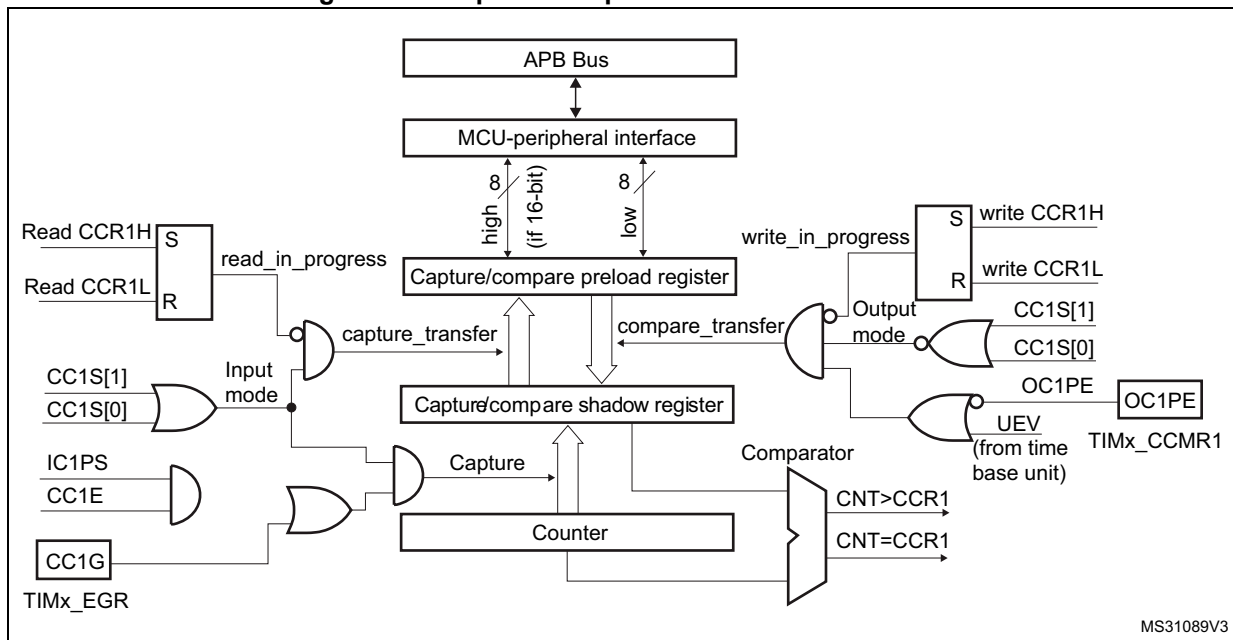 APB Bus
MCU-peripheral interface
8
high
(if 16-bit)
8
low
Read CCR1H
S
Read CCR1L
R
read_in_progress
write_in_progress
S
write CCR1H
R
write CCR1L
Capture/compare preload register
capture_transfer
compare_transfer
Output
mode
CC1S[1]
CC1S[0]
CC1S[1]
CC1S[0]
Input
mode
Capture/compare shadow register
OC1PE
OC1PE
UEV
(from time
base unit)
TIMx_CCMR1
IC1PS
CC1E
Capture
Comparator
CNT>CCR1
CNT=CCR1
Counter
CC1G
TIMx_EGR
MS31089V3